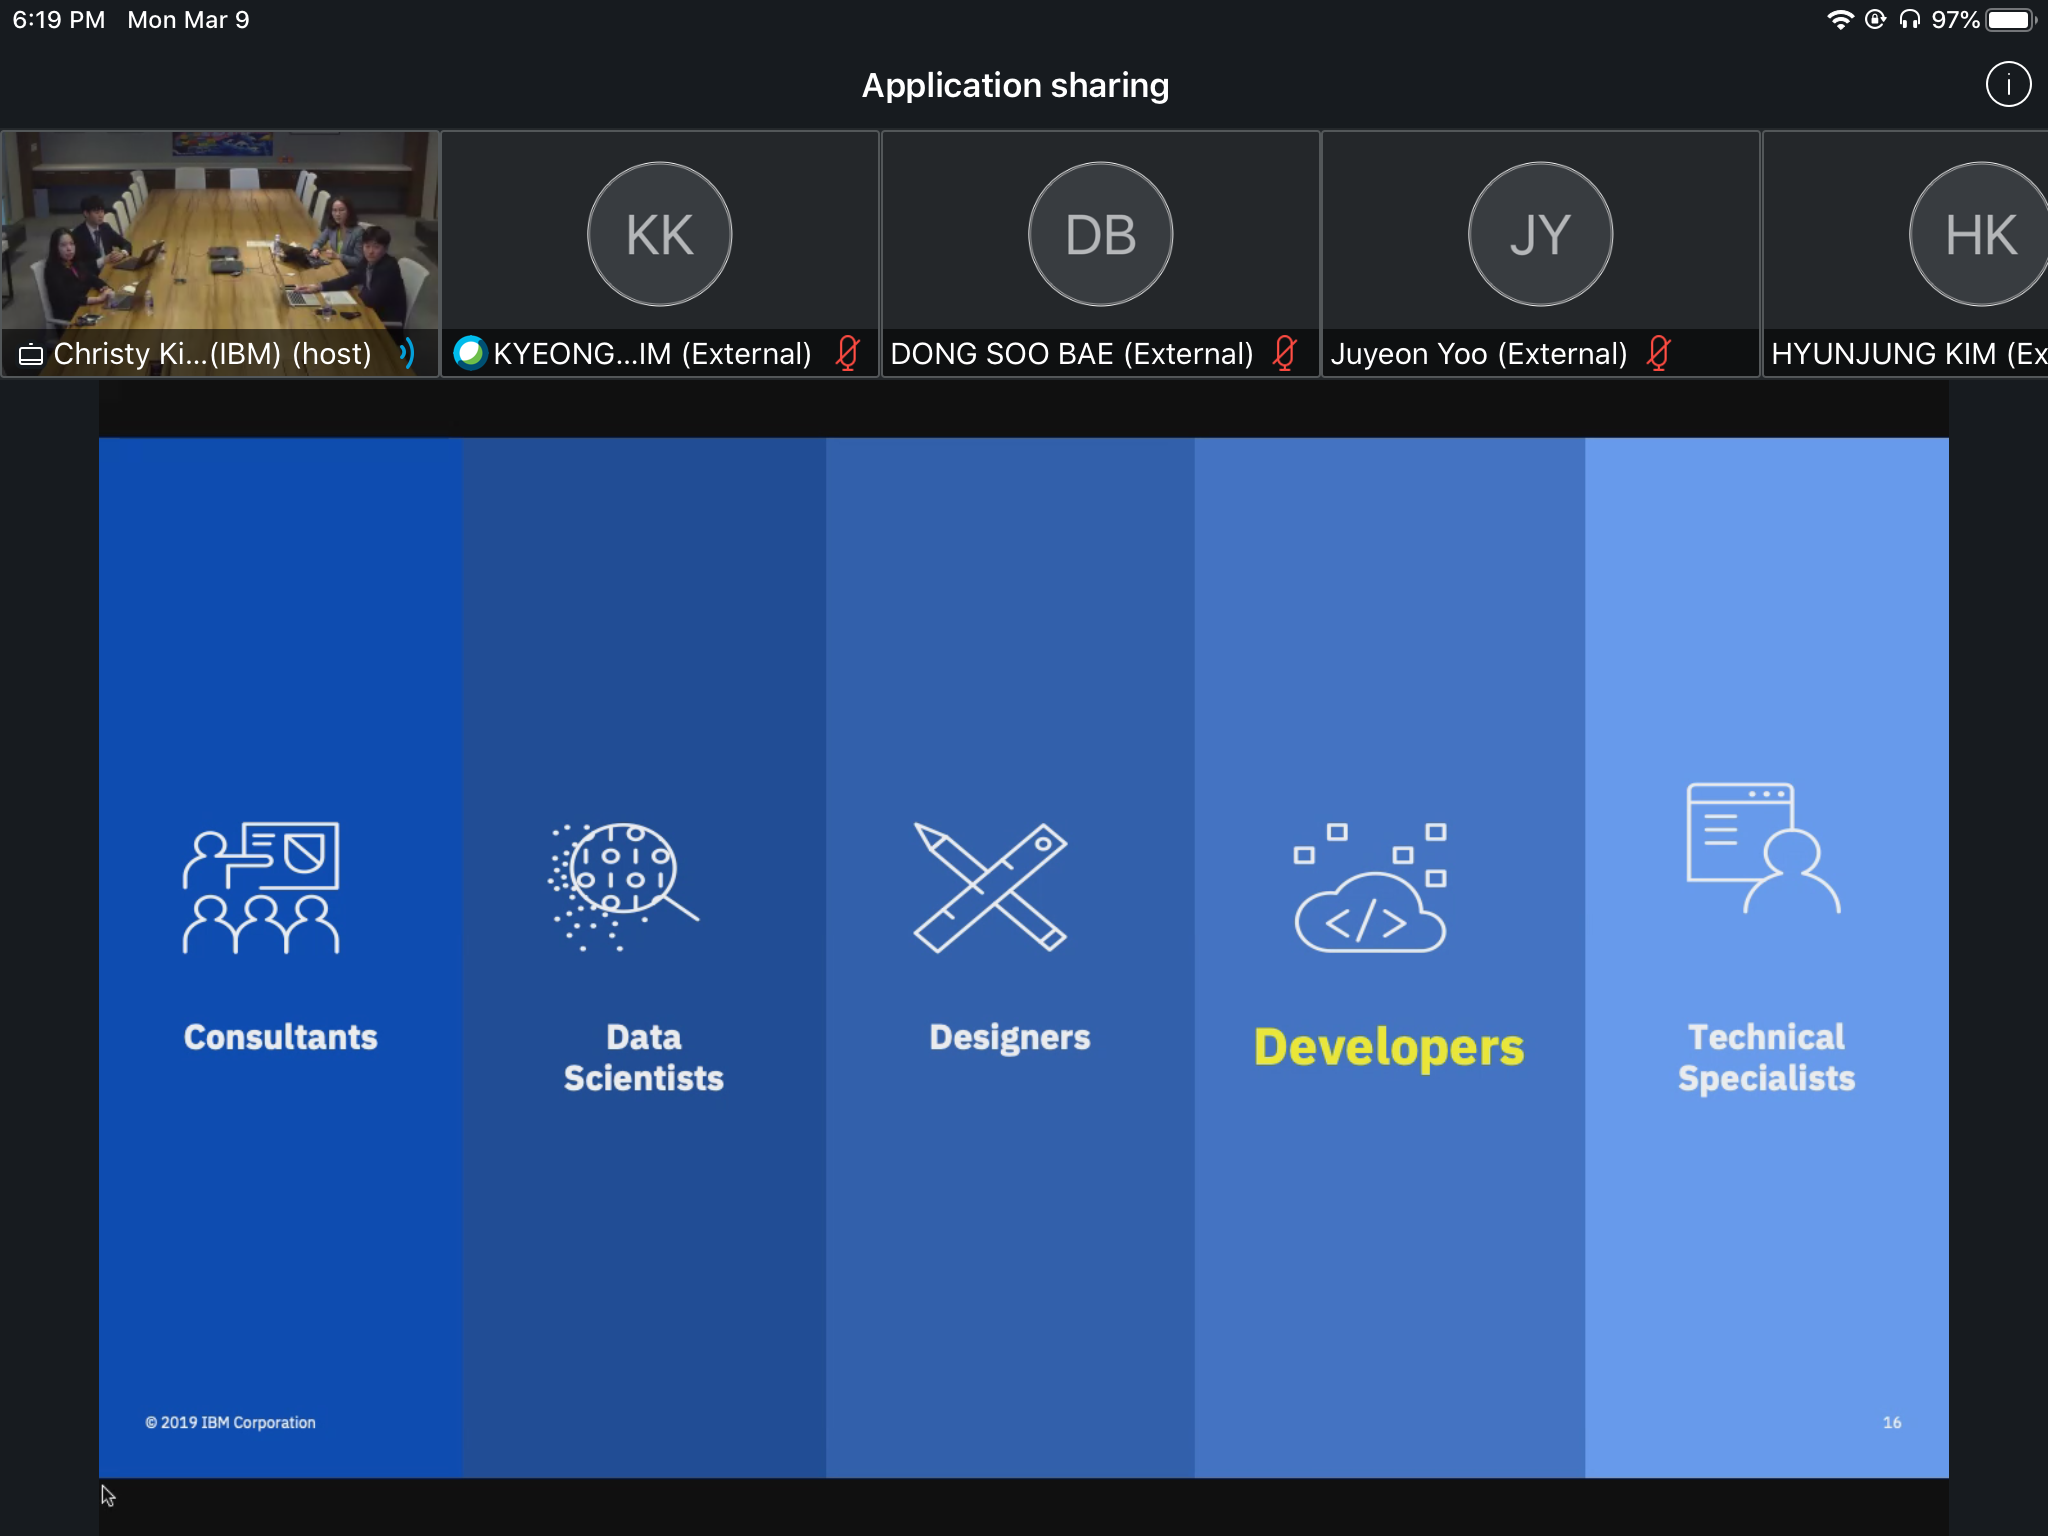 6:19 PM Mon Mar 9 97%
Application sharing
KK
DB
JY
HK
Christy Ki...(IBM) (host)
KYEONG...IM (External)
DONG SOO BAE (External)
Juyeon Yoo (External)
HYUNJUNG KIM (Ex
Consultants
Data
Scientists
Designers
</>
Developers
Technical
Specialists
© 2019 IBM Corporation
16